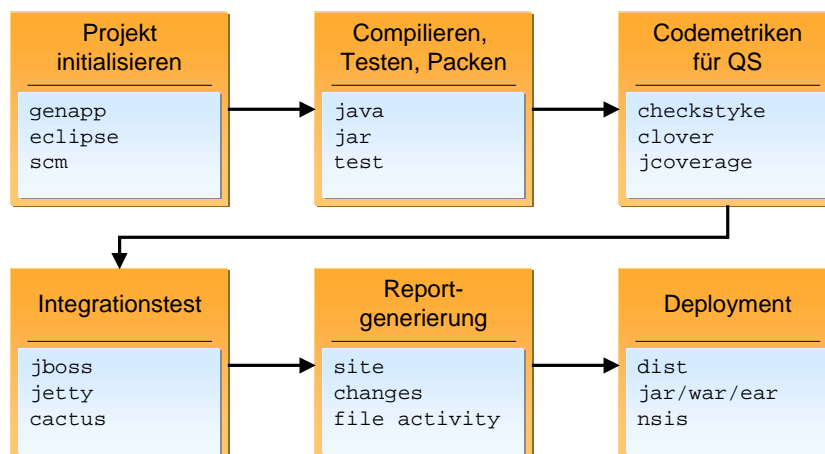 Projekt
initialisieren
genapp
eclipse
scm
Compilieren,
Testen, Packen
java
jar
test
Codemetriken
für QS
checkstyke
clover
jcoverage
Integrationstest
jboss
jetty
cactus
Report-
generierung
site
changes
file activity
Deployment
dist
jar/war/ear
nsis